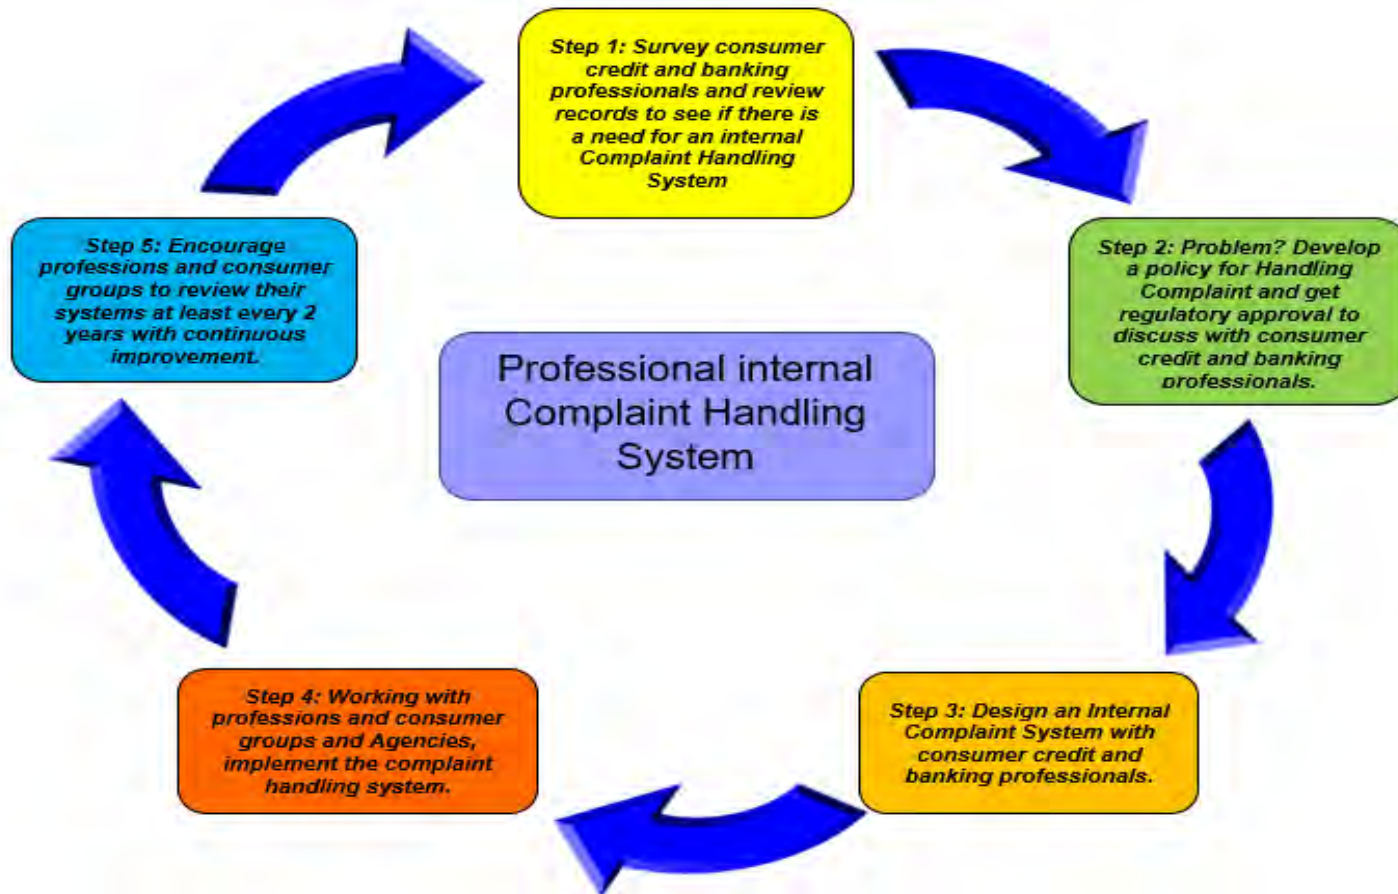 Step 1: Survey consumer
credit and banking
professionals and review
records to see if there is
a need for an internal
Complaint Handling
System
Step 2: Problem? Develop
a policy for Handling
Complaint and get
regulatory approval to
discuss with consumer
credit and banking
professionals.
Step 3: Design an Internal
Complaint System with
consumer credit and
banking professionals.
Step 4: Working with
professions and consumer
groups and Agencies,
implement the complaint
handling system.
Step 5: Encourage
professions and consumer
groups to review their
systems at least every 2
years with continuous
improvement.
Professional internal
Complaint Handling
System